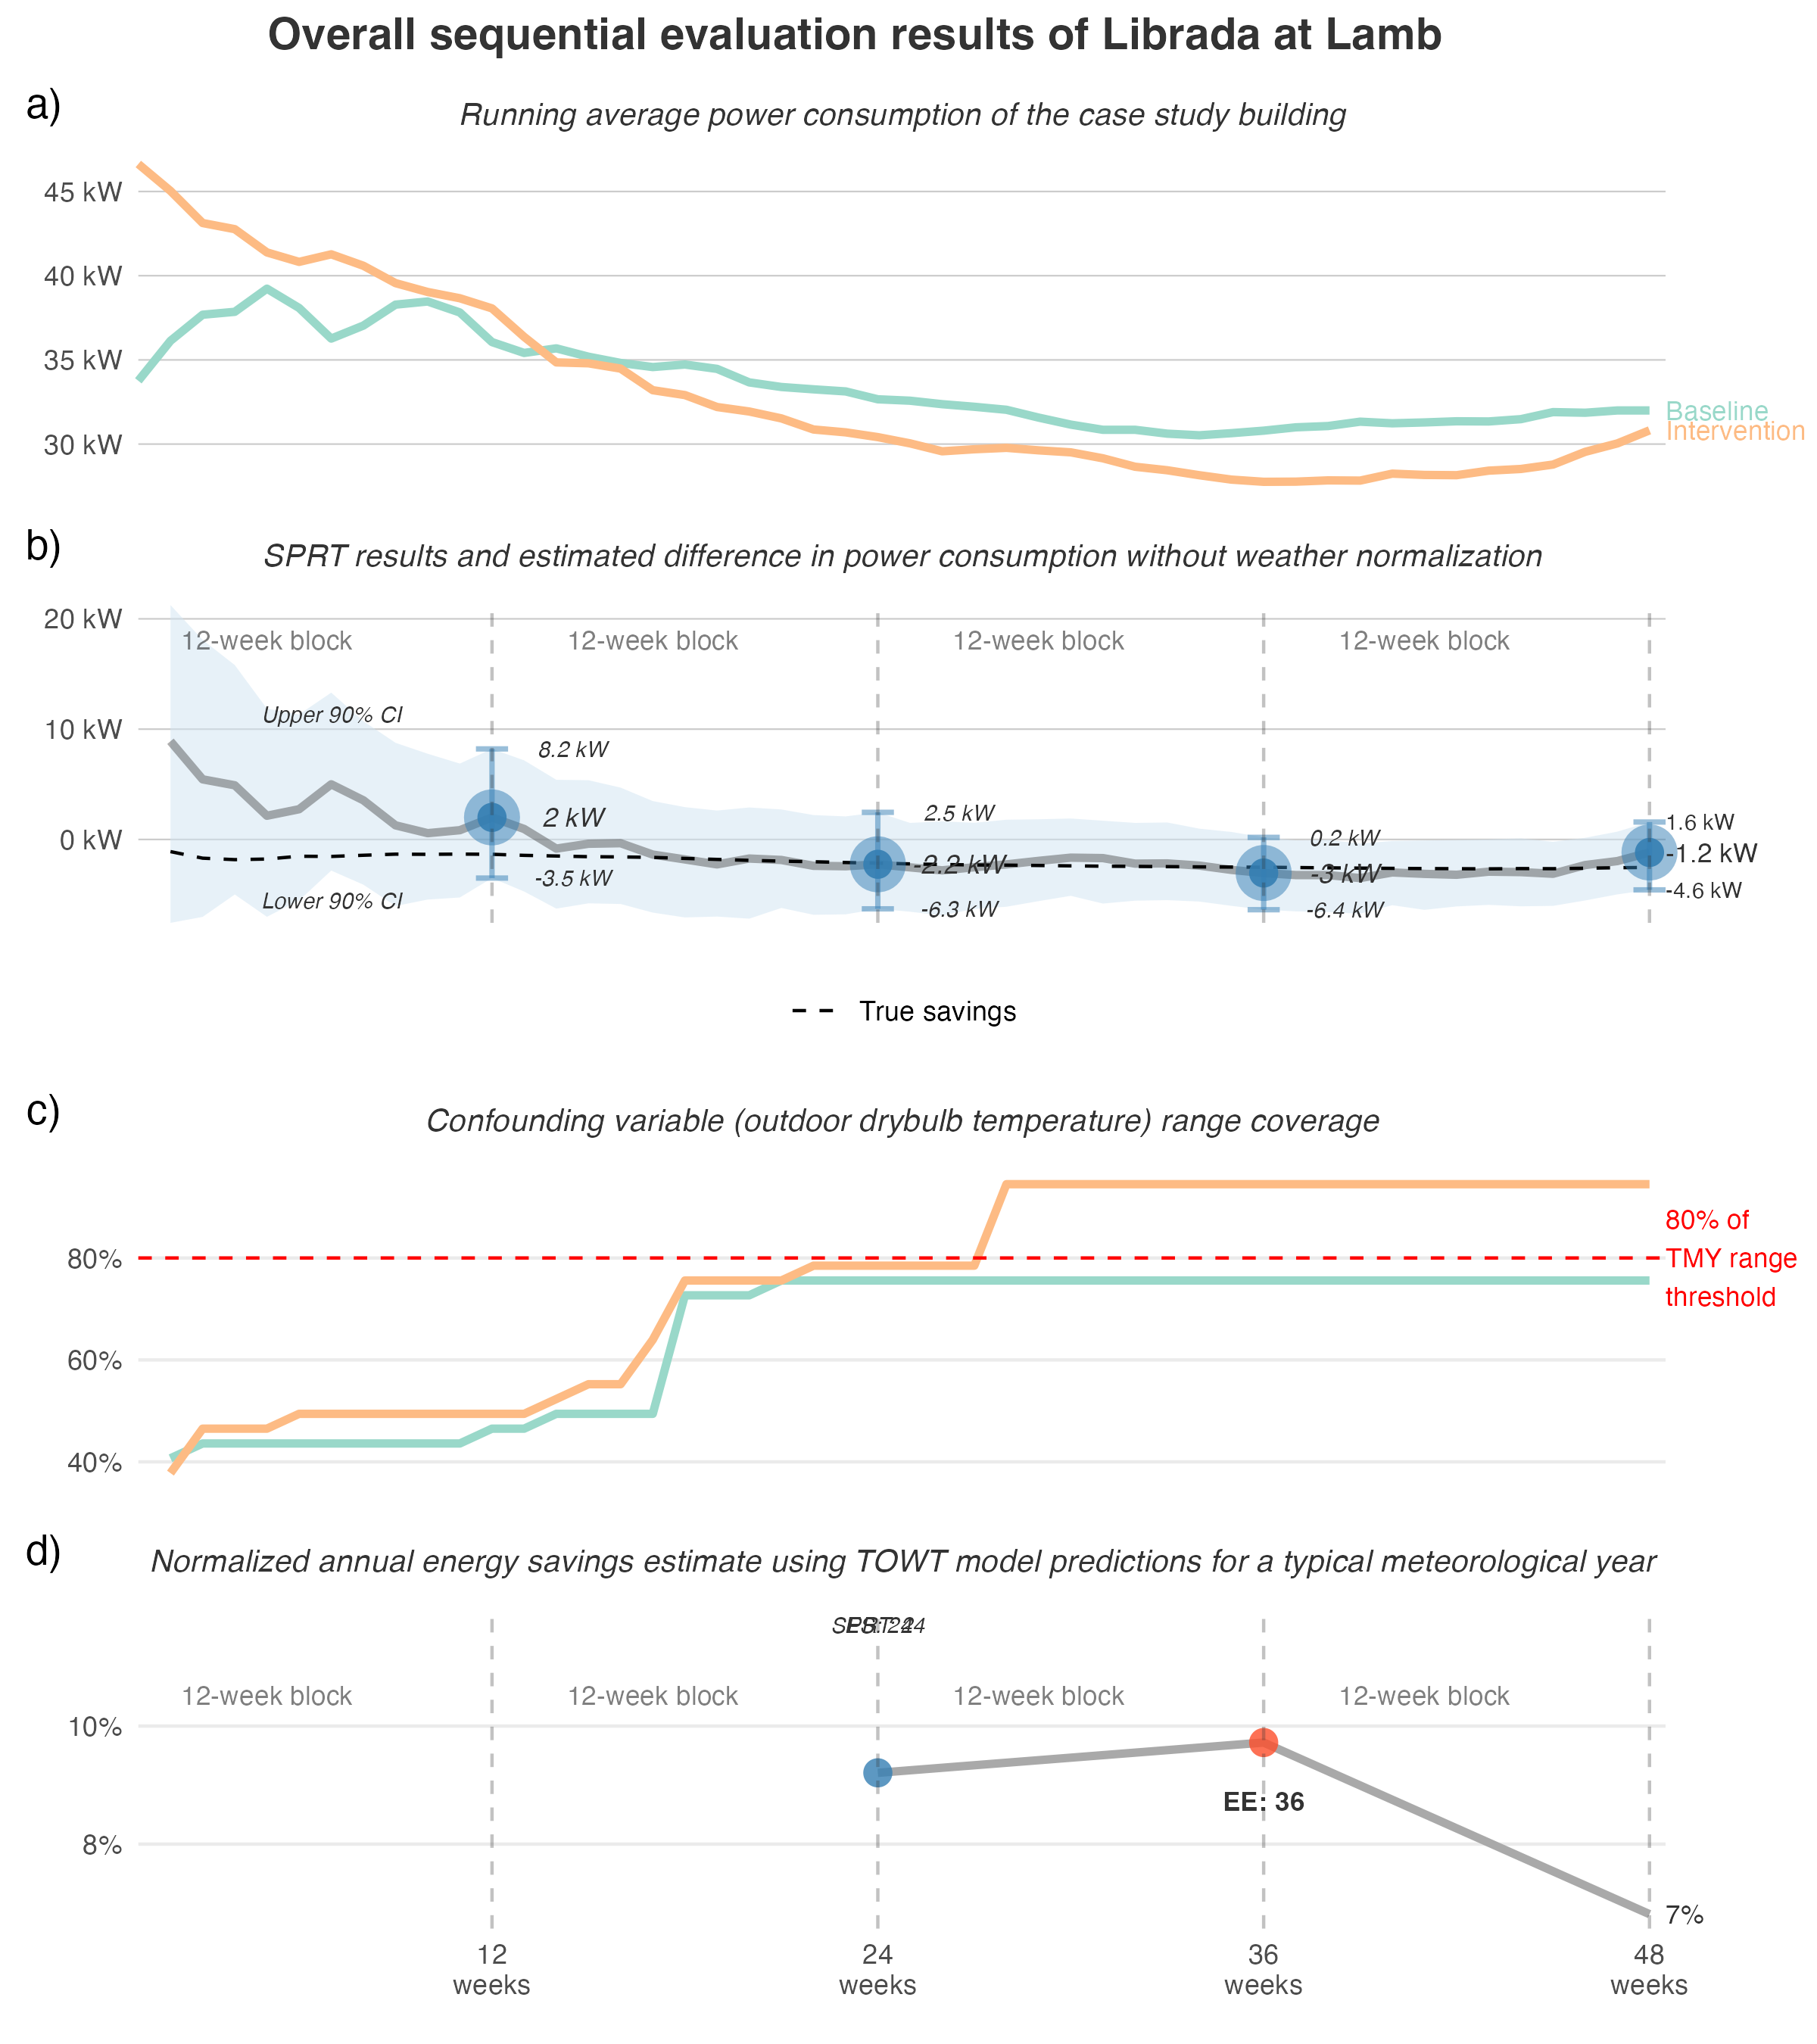 Overall sequential evaluation results of Librada at Lamb
a)
Running average power consumption of the case study building
45 kW
40 kW
35 kW
30 kW
Baseline
Intervention
b)
SPRT results and estimated difference in power consumption without weather normalization
20 kW
10 kW
0 kW
12-week block
12-week block
12-week block
12-week block
Upper 90% CI
Lower 90% CI
8.2 kW
2 kW
-3.5 kW
2.5 kW
-2.2 kW
-6.3 kW
0.2 kW
-3 kW
-6.4 kW
1.6 kW
-1.2 kW
-4.6 kW
True savings
c)
Confounding variable (outdoor drybulb temperature) range coverage
80%
60%
40%
80% of
TMY range
threshold
d)
Normalized annual energy savings estimate using TOWT model predictions for a typical meteorological year
12-week block
12-week block
12-week block
12-week block
10%
8%
EE: 36
7%
12
weeks
24
weeks
36
weeks
48
weeks